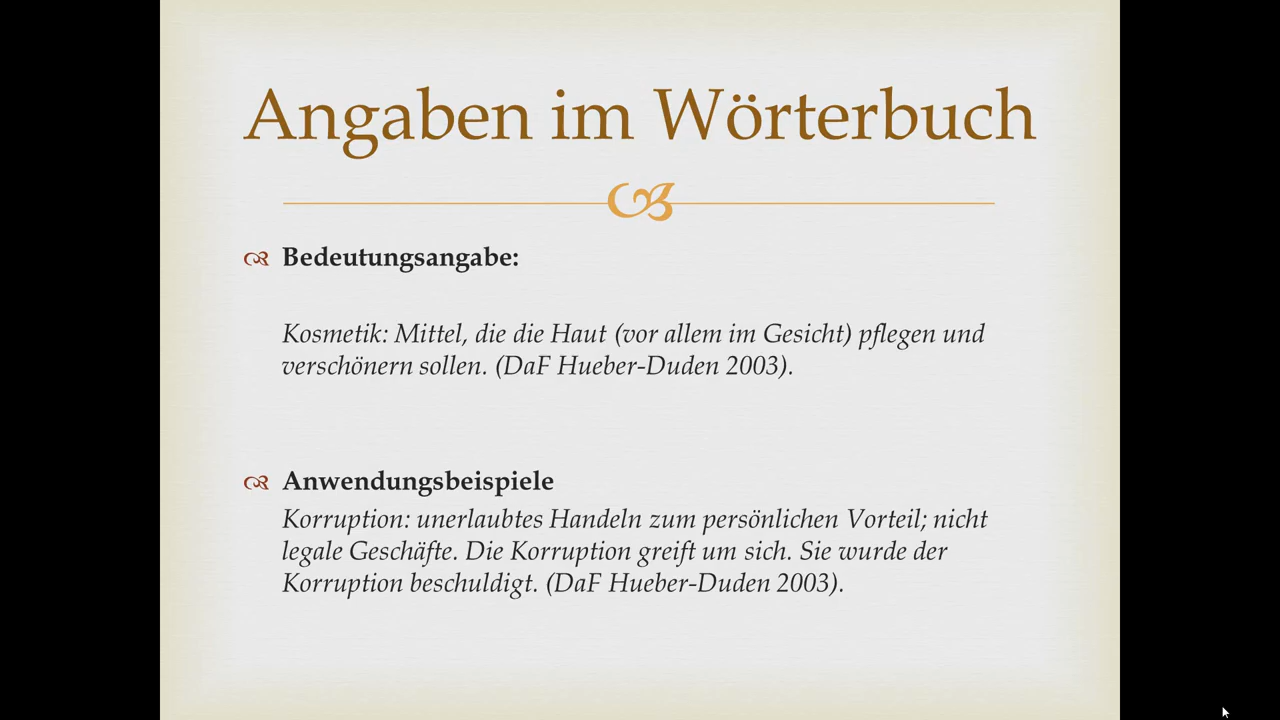 Angaben im Wörterbuch
Bedeutungsangabe:
Kosmetik: Mittel, die die Haut (vor allem im Gesicht) pflegen und
verschönern sollen. (DaF Hueber-Duden 2003).
Anwendungsbeispiele
Korruption: unerlaubtes Handeln zum persönlichen Vorteil; nicht
legale Geschäfte. Die Korruption greift um sich. Sie wurde der
Korruption beschuldigt. (DaF Hueber-Duden 2003).